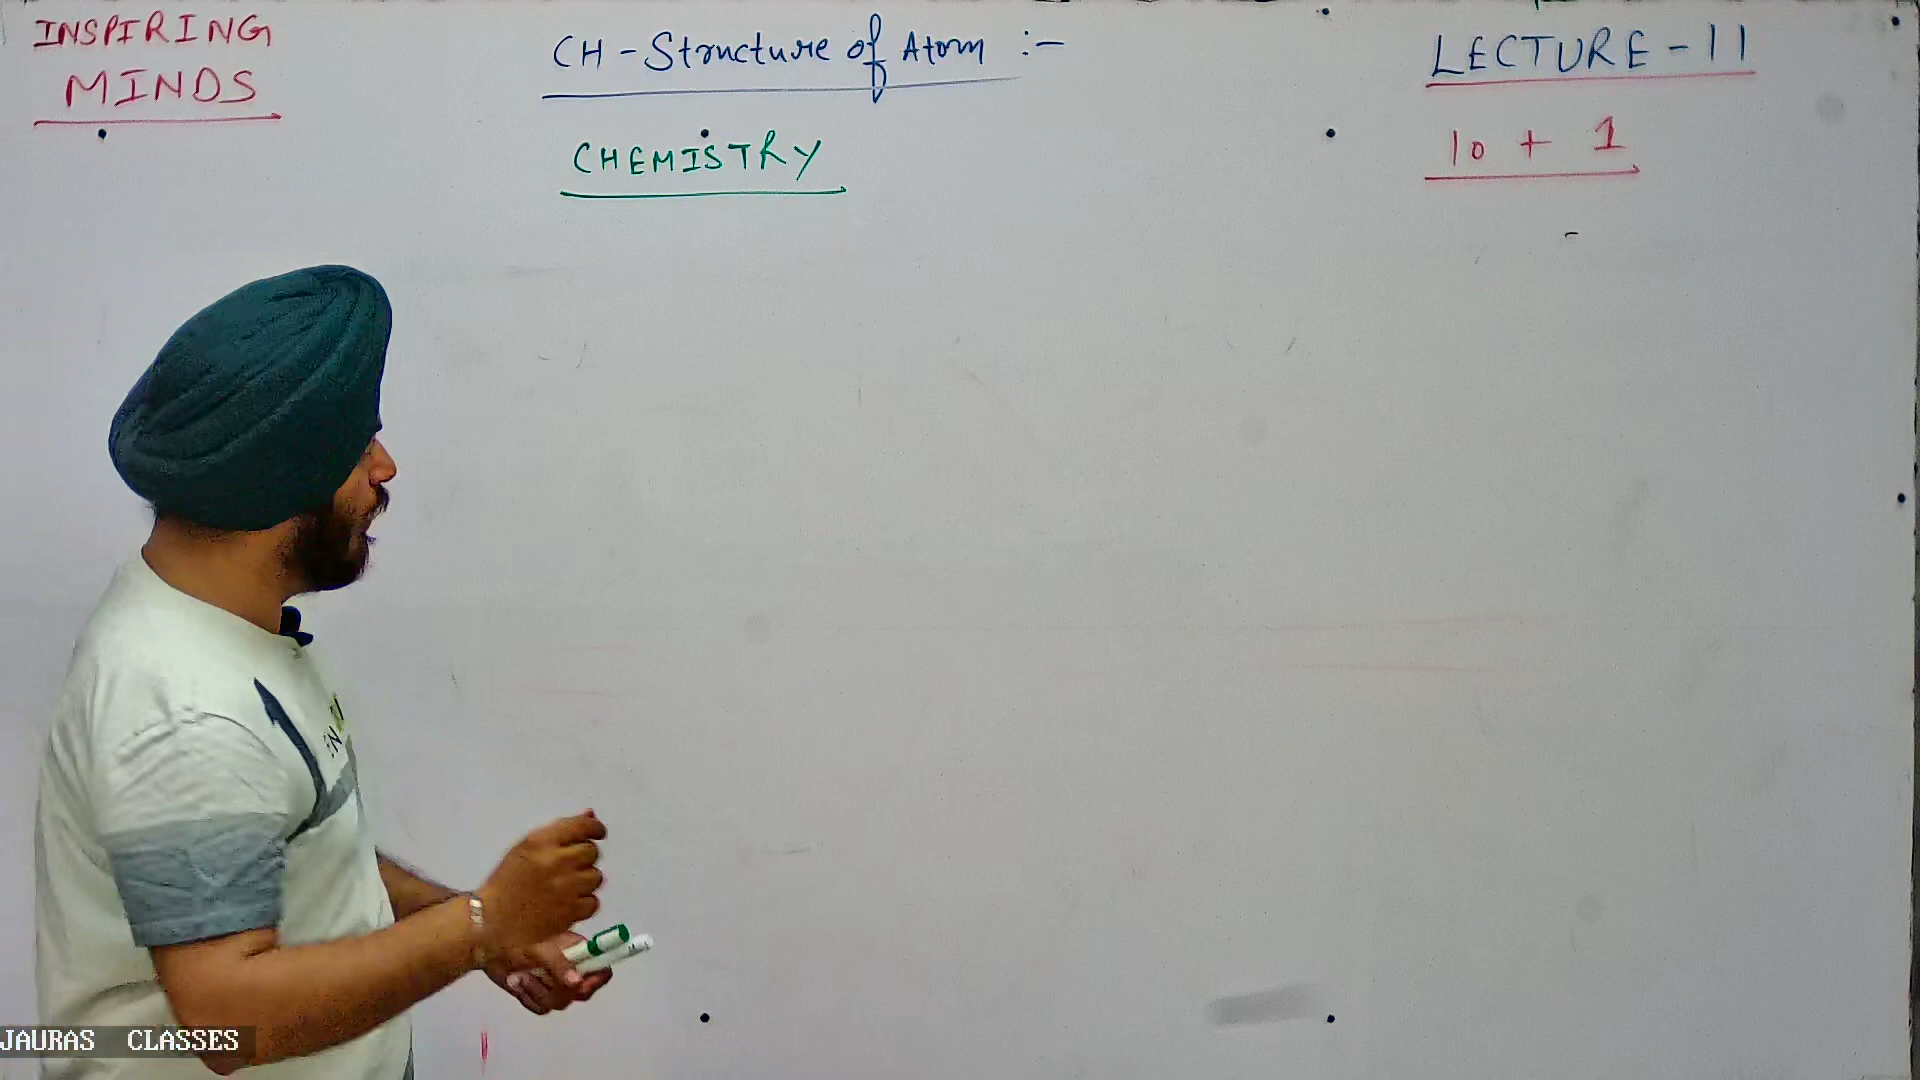 INSPIRING
MINDS
CH - Structure of Atom :-
CHEMISTRY
LECTURE - 11
10 + 1
JAURAS CLASSES